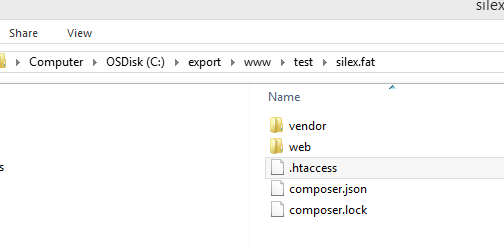 silex
Share View
Computer OSDisk (C:) export www test silex.fat
Name
vendor
web
.htaccess
s
composer.json
composer.lock